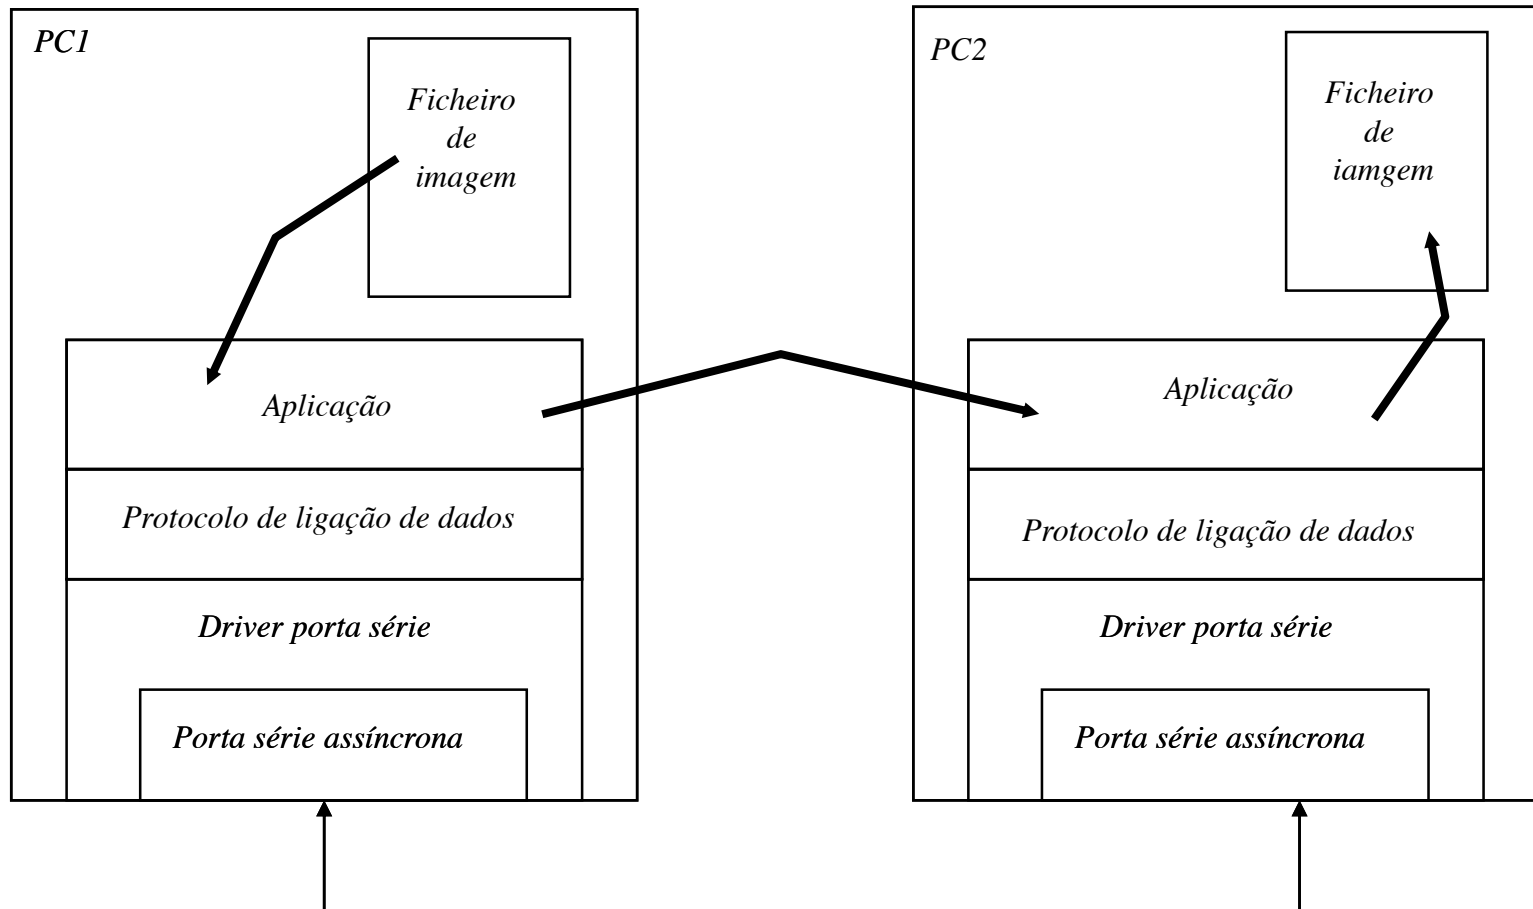 PC1
Ficheiro
de
imagem
Aplicação
Protocolo de ligação de dados
Driver porta série
Porta série assíncrona
PC2
Ficheiro
de
iamgem
Aplicação
Protocolo de ligação de dados
Driver porta série
Porta série assíncrona